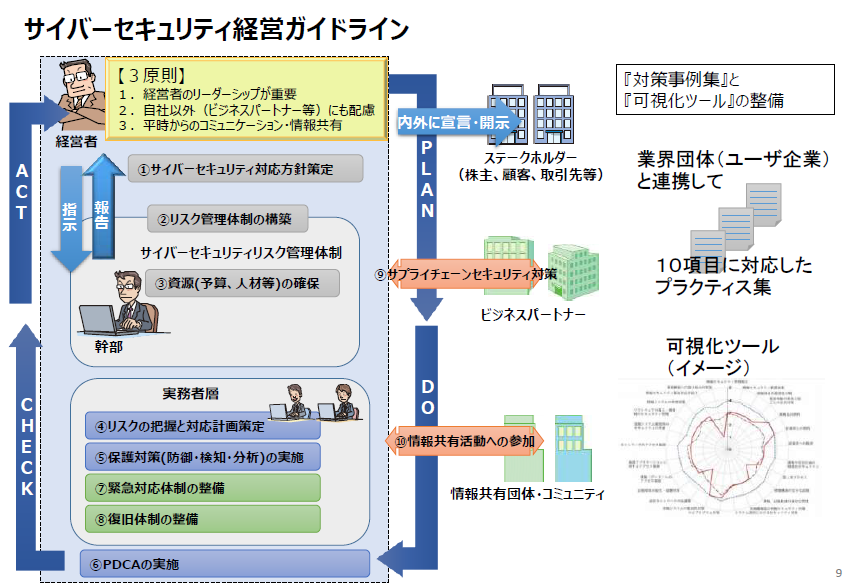 サイバーセキュリティ経営ガイドライン
【３原則】
１．経営者のリーダーシップが重要
２．自社以外（ビジネスパートナー等）にも配慮
３．平時からのコミュニケーション・情報共有
経営者
ACT
指示
報告
①サイバーセキュリティ対応方針策定
②リスク管理体制の構築
サイバーセキュリティリスク管理体制
③資源(予算、人材等)の確保
幹部
CHECK
実務者層
④リスクの把握と対応計画策定
⑤保護対策(防御・検知・分析)の実施
⑦緊急対応体制の整備
⑧復旧体制の整備
⑥PDCAの実施
PLAN
DO
内外に宣言・開示
ステークホルダー
（株主、顧客、取引先等）
⑨サプライチェーンセキュリティ対策
ビジネスパートナー
⑩情報共有活動への参加
情報共有団体・コミュニティ
『対策事例集』と
『可視化ツール』の整備
業界団体（ユーザ企業）
と連携して
１０項目に対応した
プラクティス集
可視化ツール
（イメージ）
9